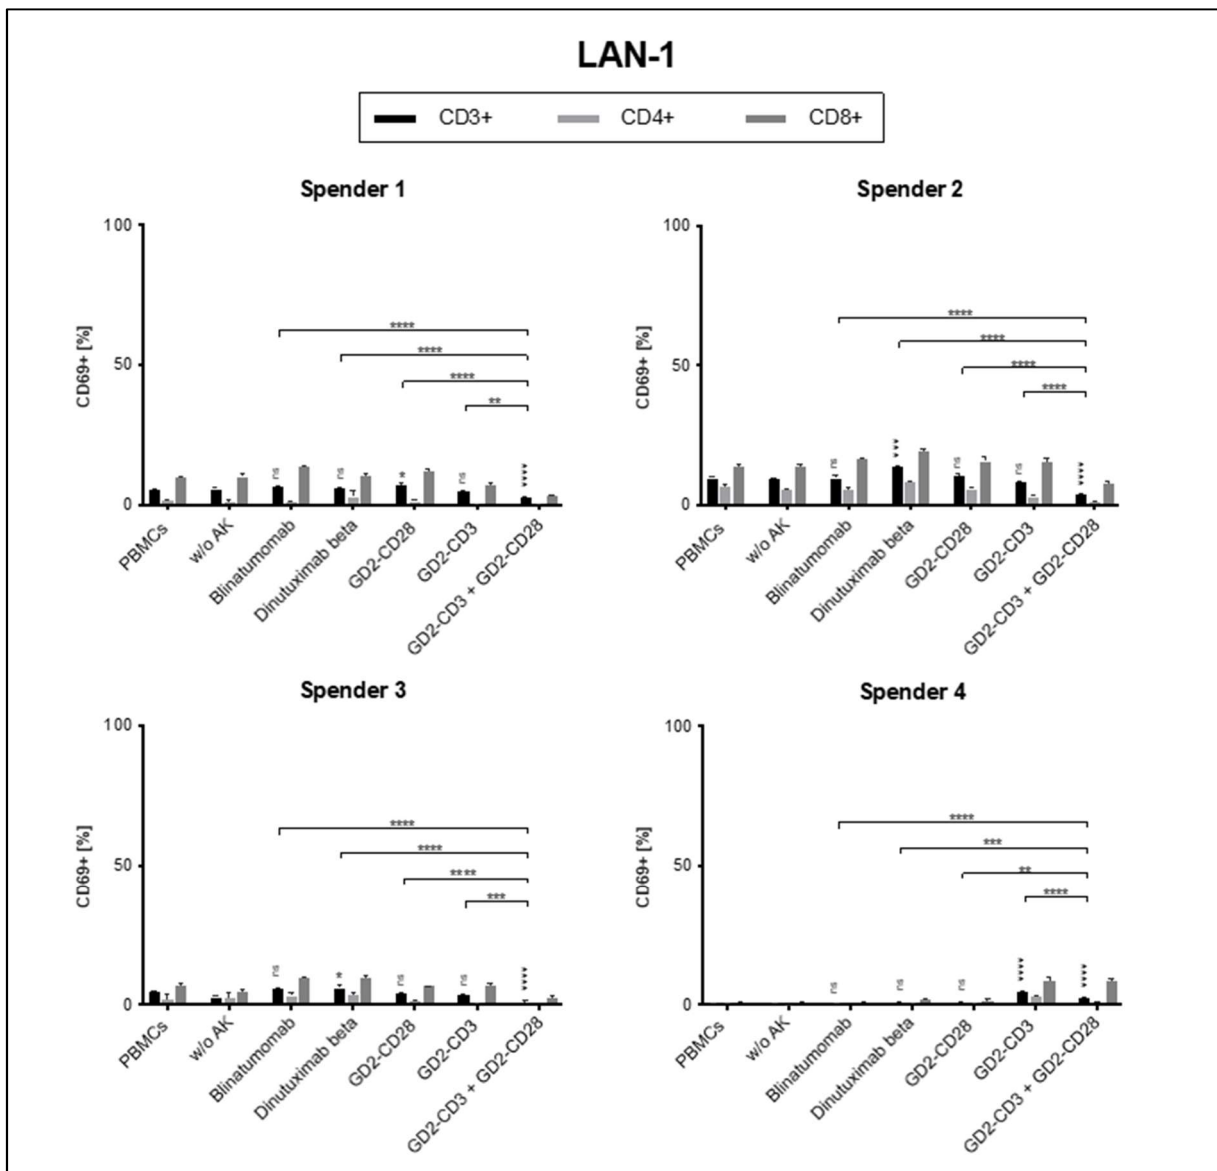 LAN-1
CD3+ CD4+ CD8+
Spender 1
CD69+ [%]
100
50
0
****
****
****
**
ns
ns
*
ns
****
PBMCs
w/o AK
Blinatumomab
Dinutuximab beta
GD2-CD28
GD2-CD3
GD2-CD3 + GD2-CD28
Spender 2
CD69+ [%]
100
50
0
****
****
****
****
ns
***
ns
ns
****
PBMCs
w/o AK
Blinatumomab
Dinutuximab beta
GD2-CD28
GD2-CD3
GD2-CD3 + GD2-CD28
Spender 3
CD69+ [%]
100
50
0
****
****
****
***
ns
*
ns
ns
****
PBMCs
w/o AK
Blinatumomab
Dinutuximab beta
GD2-CD28
GD2-CD3
GD2-CD3 + GD2-CD28
Spender 4
CD69+ [%]
100
50
0
****
***
**
****
ns
ns
ns
****
****
PBMCs
w/o AK
Blinatumomab
Dinutuximab beta
GD2-CD28
GD2-CD3
GD2-CD3 + GD2-CD28